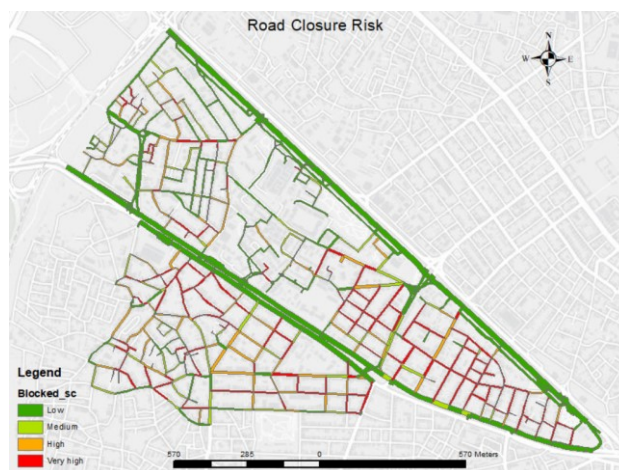 Road Closure Risk
N
W E
S
Legend
Blocked_sc
Low
Medium
High
Very high
570 285 0 570 Meters